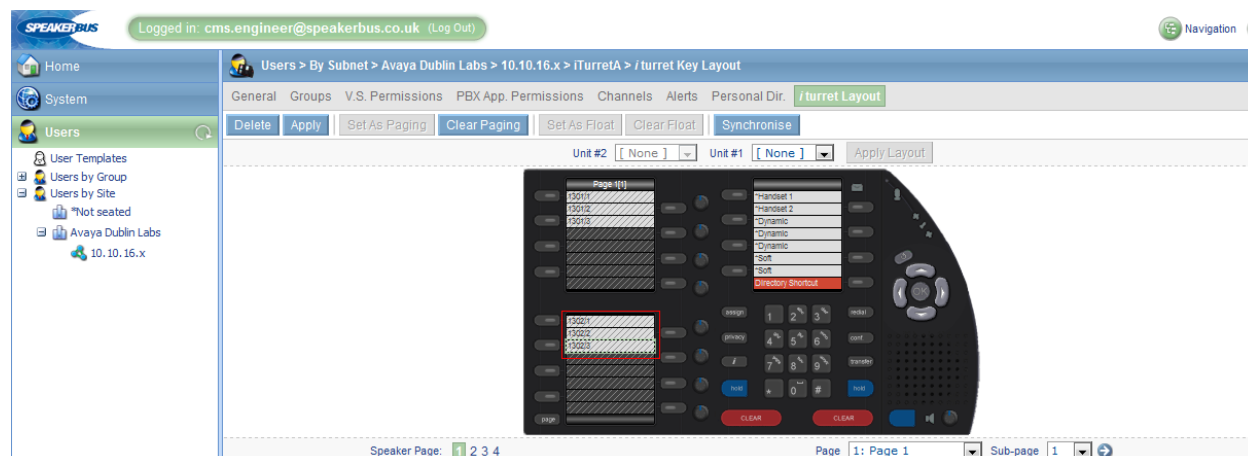 SPEAKERBUS
Logged in: cms.engineer@speakerbus.co.uk (Log Out)
Navigation
Home
System
Users
User Templates
Users by Group
Users by Site
*Not seated
Avaya Dublin Labs
10.10.16.x
Users > By Subnet > Avaya Dublin Labs > 10.10.16.x > iTurretA > i turret Key Layout
General Groups V.S. Permissions PBX App. Permissions Channels Alerts Personal Dir. i turret Layout
Delete Apply Set As Paging Clear Paging Set As Float Clear Float Synchronise
Unit #2 [ None ] Unit #1 [ None ] Apply Layout
Page 1[1]
1301/1
1301/2
1301/3
1302/1
1302/2
1302/3
page
*Handset 1
*Handset 2
*Dynamic
*Dynamic
*Dynamic
*Soft
*Soft
Directory Shortcut
OK
assign 1 2 3 redial
privacy 4 5 6 conf
i 7 8 9 transfer
hold * 0 # hold
CLEAR CLEAR
Speaker Page: 1 2 3 4
Page 1: Page 1 Sub-page 1